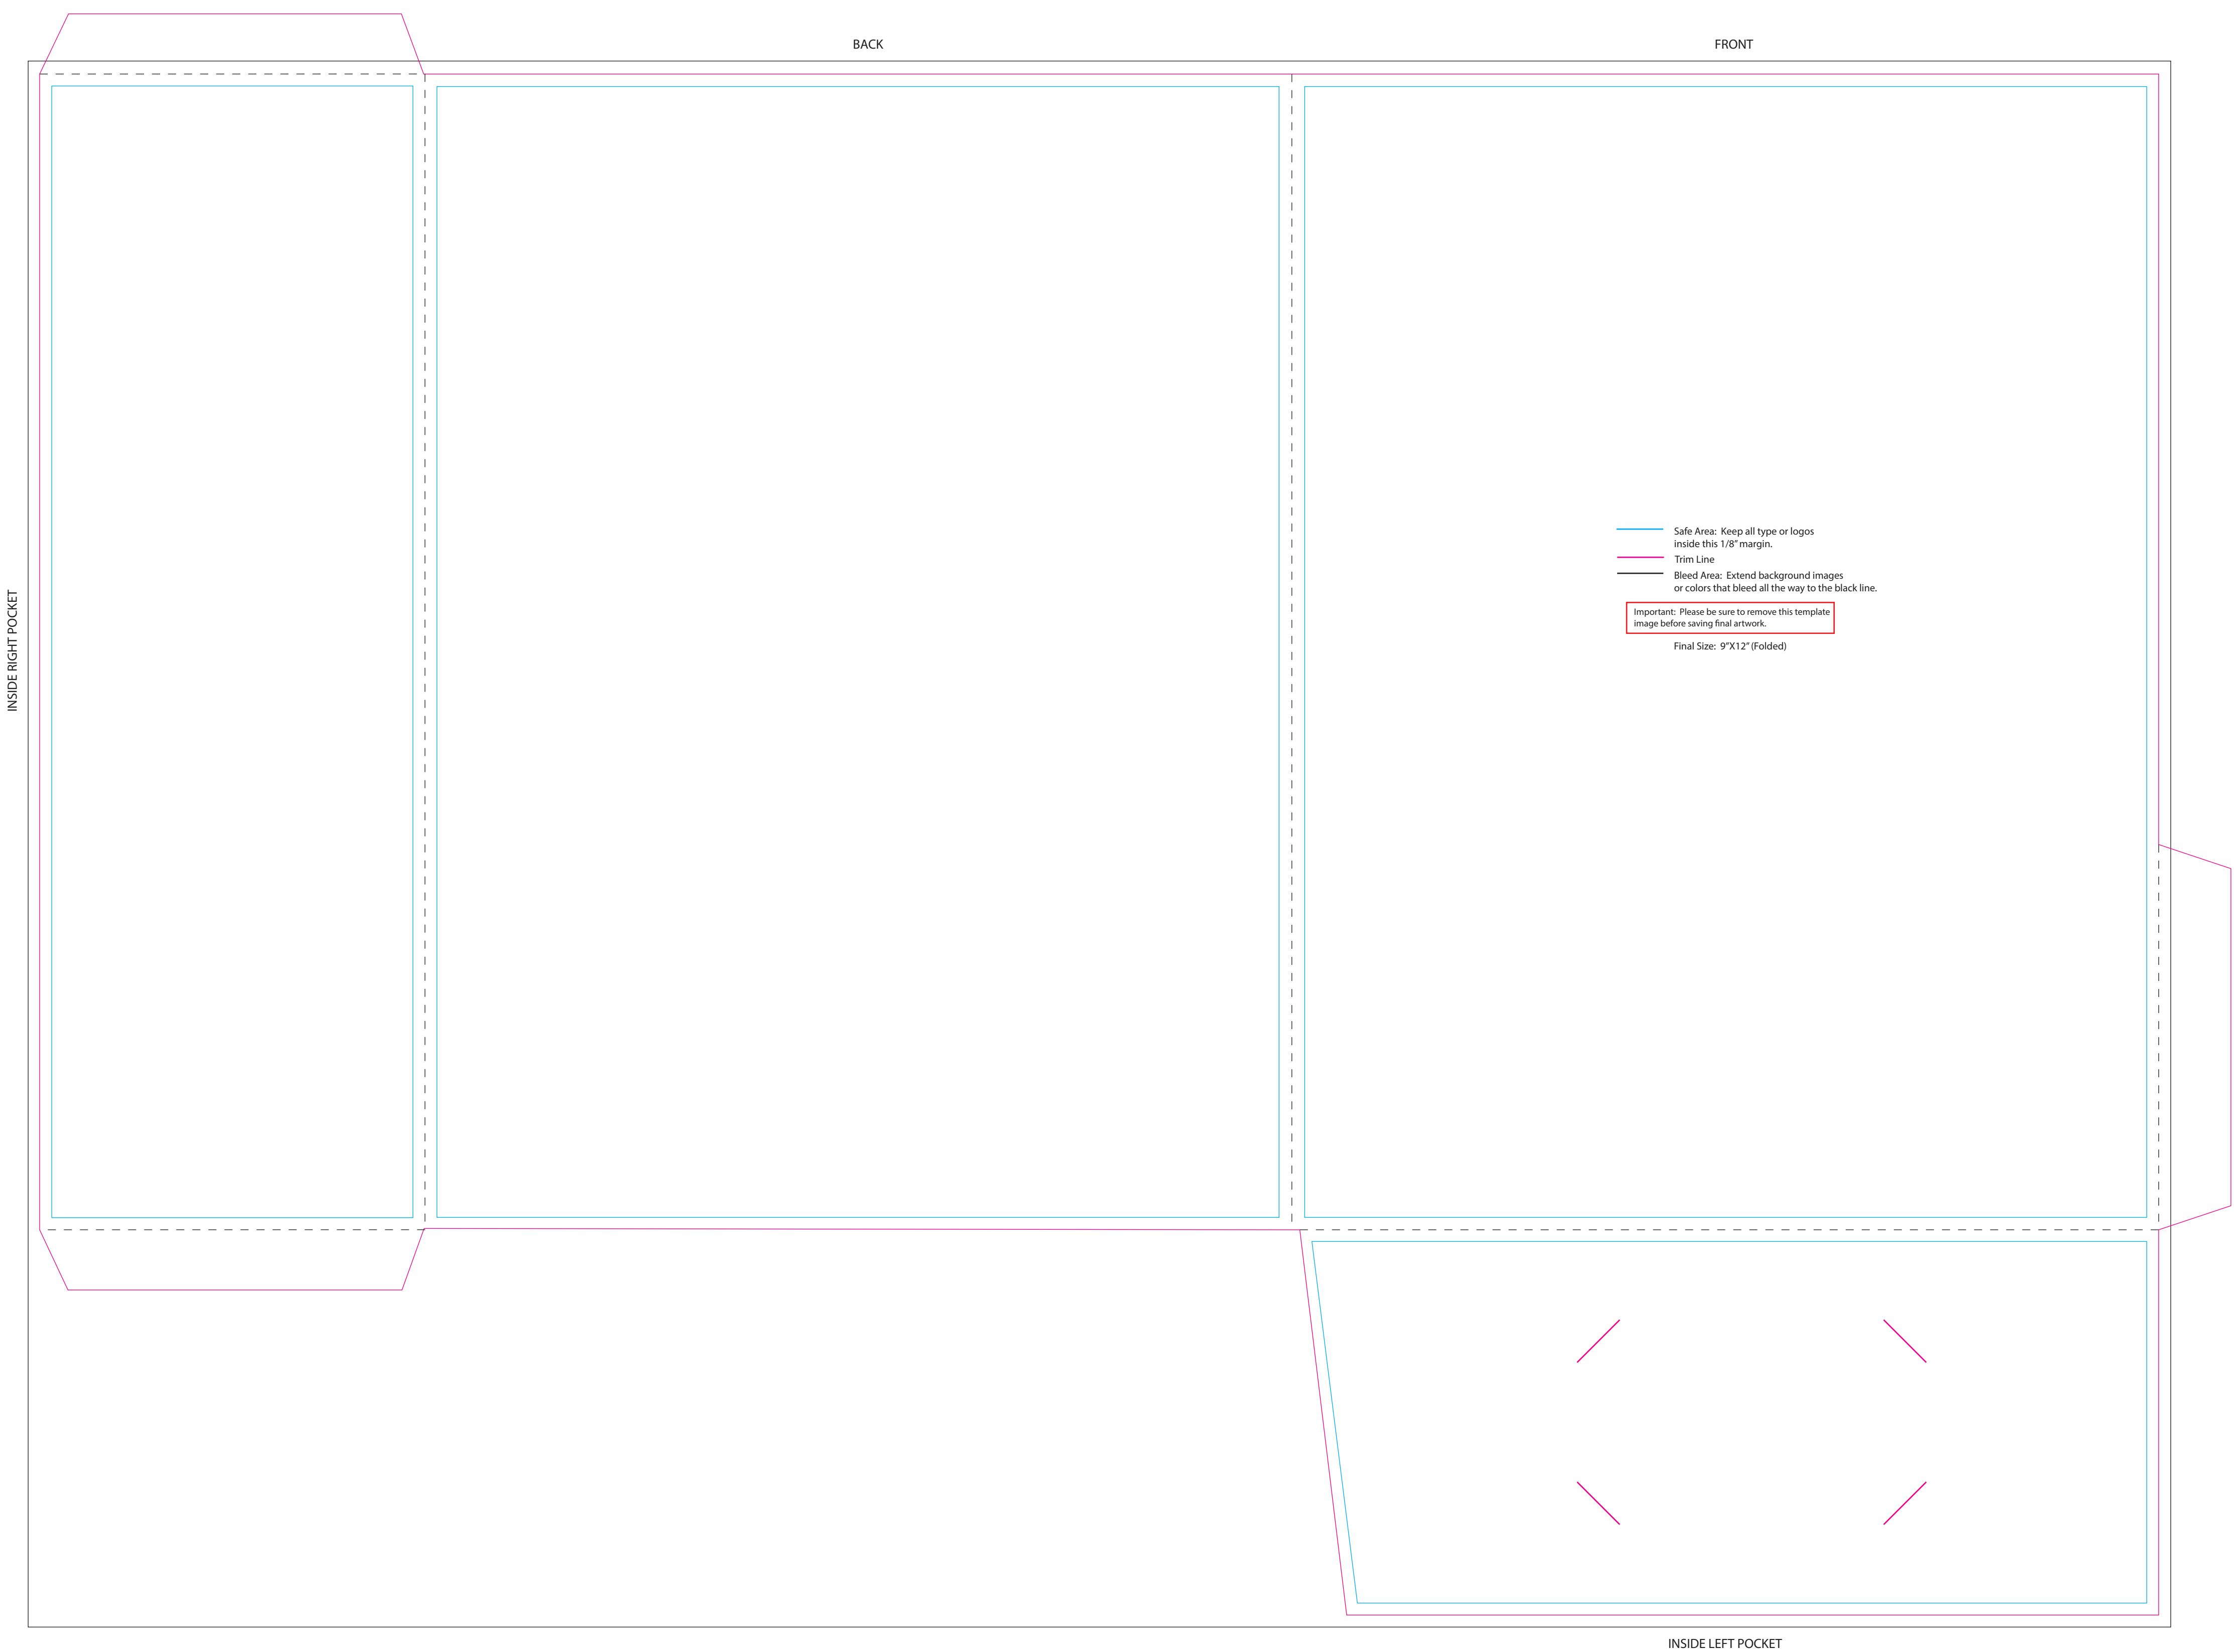 BACK
FRONT
INSIDE RIGHT POCKET
Safe Area:  Keep all type or logos
inside this 1/8” margin.
Trim Line
Bleed Area:  Extend background images
or colors that bleed all the way to the black line.
Important:  Please be sure to remove this template
image before saving final artwork.
Final Size:  9”X12” (Folded)
INSIDE LEFT POCKET